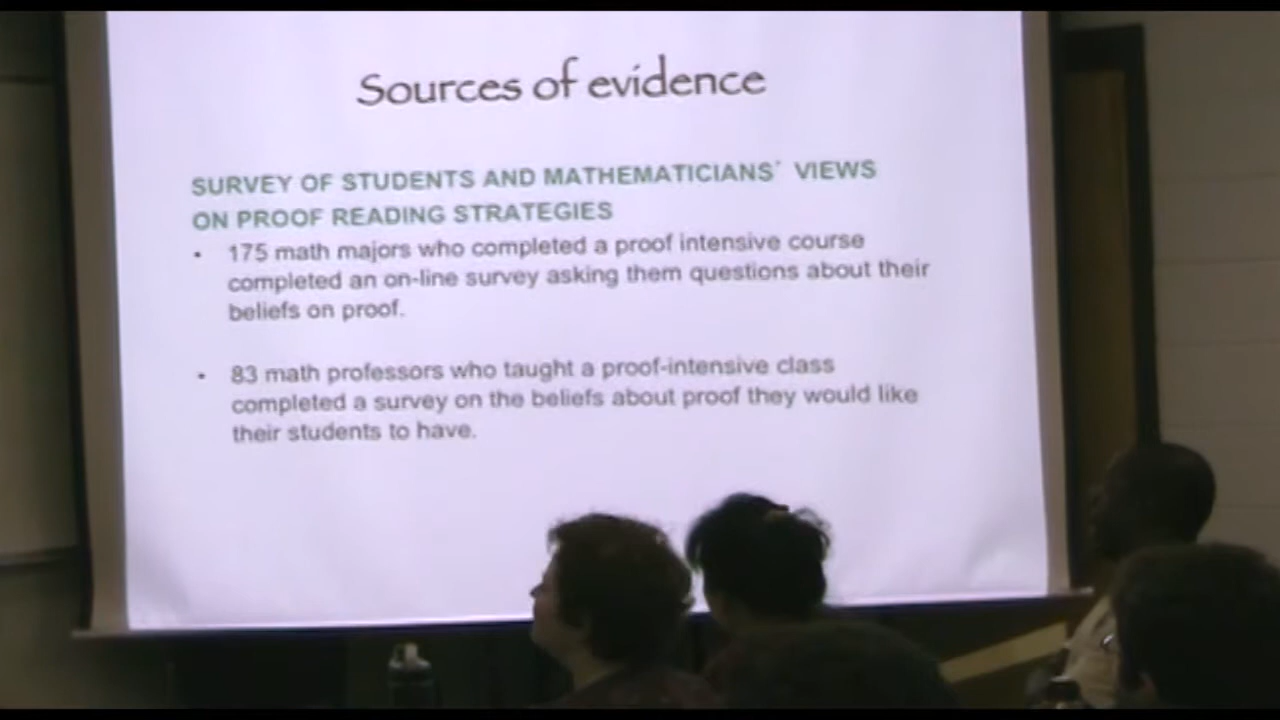 Sources of evidence
SURVEY OF STUDENTS AND MATHEMATICIANS' VIEWS
ON PROOF READING STRATEGIES
• 175 math majors who completed a proof intensive course
completed an on-line survey asking them questions about their
beliefs on proof.
• 83 math professors who taught a proof-intensive class
completed a survey on the beliefs about proof they would like
their students to have.